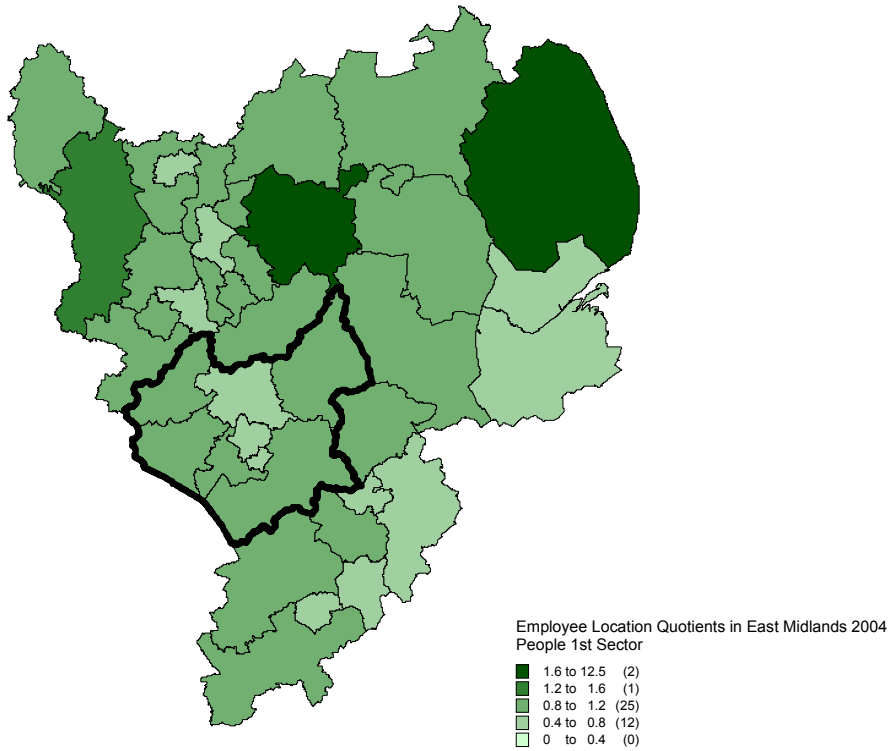 Employee Location Quotients in East Midlands 2004
People 1st Sector
1.6 to 12.5 (2)
1.2 to 1.6 (1)
0.8 to 1.2 (25)
0.4 to 0.8 (12)
0 to 0.4 (0)